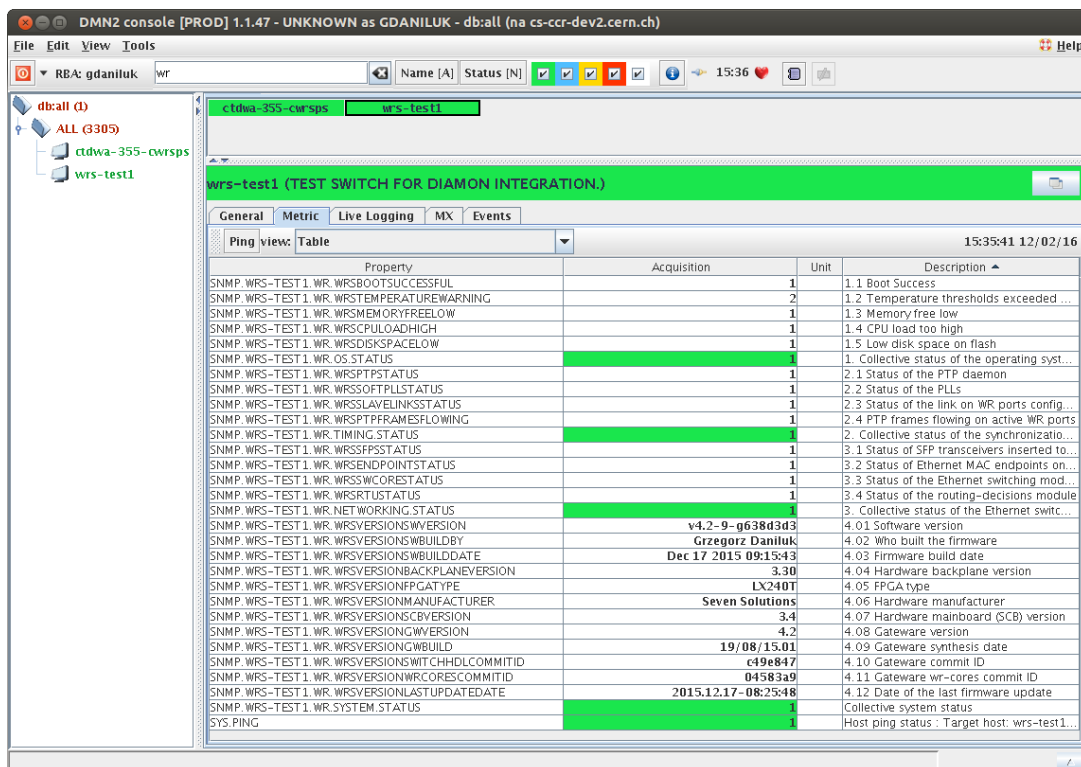 DMN2 console [PROD] 1.1.47 - UNKNOWN as GDANILUK - db:all (na cs-ccr-dev2.cern.ch)
File Edit View Tools Help
RBA: gdaniluk wr Name [A] Status [N] 15:36
db:all (1)
ALL (3305)
ctdwa-355-cwrsps
wrs-test1
ctdwa-355-cwrsps wrs-test1
wrs-test1 (TEST SWITCH FOR DIAMON INTEGRATION.)
General Metric Live Logging MX Events
Ping view: Table 15:35:41 12/02/16
Property Acquisition Unit Description
SNMP.WRS-TEST1.WR.WRSBOOTSUCCESSFUL 1 1.1 Boot Success
SNMP.WRS-TEST1.WR.WRSTEMPERATUREWARNING 2 1.2 Temperature thresholds exceeded ...
SNMP.WRS-TEST1.WR.WRSMEMORYFREELOW 1 1.3 Memory free low
SNMP.WRS-TEST1.WR.WRSCPULOADHIGH 1 1.4 CPU load too high
SNMP.WRS-TEST1.WR.WRSDISKSPACELOW 1 1.5 Low disk space on flash
SNMP.WRS-TEST1.WR.OS.STATUS 1 1. Collective status of the operating syst...
SNMP.WRS-TEST1.WR.WRSPTPSTATUS 1 2.1 Status of the PTP daemon
SNMP.WRS-TEST1.WR.WRSSOFTPLLSTATUS 1 2.2 Status of the PLLs
SNMP.WRS-TEST1.WR.WRSSLAVELINKSSTATUS 1 2.3 Status of the link on WR ports config...
SNMP.WRS-TEST1.WR.WRSPTPFRAMESFLOWING 1 2.4 PTP frames flowing on active WR ports
SNMP.WRS-TEST1.WR.TIMING.STATUS 1 2. Collective status of the synchronizatio...
SNMP.WRS-TEST1.WR.WRSSFPSSTATUS 1 3.1 Status of SFP transceivers inserted to...
SNMP.WRS-TEST1.WR.WRSENDPOINTSTATUS 1 3.2 Status of Ethernet MAC endpoints on...
SNMP.WRS-TEST1.WR.WRSSWCORESTATUS 1 3.3 Status of the Ethernet switching mod...
SNMP.WRS-TEST1.WR.WRSRTUSTATUS 1 3.4 Status of the routing-decisions module
SNMP.WRS-TEST1.WR.NETWORKING.STATUS 1 3. Collective status of the Ethernet switc...
SNMP.WRS-TEST1.WR.WRSVERSIONSWVERSION v4.2-9-g638d3d3 4.01 Software version
SNMP.WRS-TEST1.WR.WRSVERSIONSWBUILDBY Grzegorz Daniluk 4.02 Who built the firmware
SNMP.WRS-TEST1.WR.WRSVERSIONSWBUILDDATE Dec 17 2015 09:15:43 4.03 Firmware build date
SNMP.WRS-TEST1.WR.WRSVERSIONBACKPLANEVERSION 3.30 4.04 Hardware backplane version
SNMP.WRS-TEST1.WR.WRSVERSIONFPGATYPE LX240T 4.05 FPGA type
SNMP.WRS-TEST1.WR.WRSVERSIONMANUFACTURER Seven Solutions 4.06 Hardware manufacturer
SNMP.WRS-TEST1.WR.WRSVERSIONSCBVERSION 3.4 4.07 Hardware mainboard (SCB) version
SNMP.WRS-TEST1.WR.WRSVERSIONGWVERSION 4.2 4.08 Gateware version
SNMP.WRS-TEST1.WR.WRSVERSIONGWBUILD 19/08/15.01 4.09 Gateware synthesis date
SNMP.WRS-TEST1.WR.WRSVERSIONSWITCHHDLCOMMITID c49e847 4.10 Gateware commit ID
SNMP.WRS-TEST1.WR.WRSVERSIONWRCORESCOMMITID 04583a9 4.11 Gateware wr-cores commit ID
SNMP.WRS-TEST1.WR.WRSVERSIONLASTUPDATEDATE 2015.12.17-08:25:48 4.12 Date of the last firmware update
SNMP.WRS-TEST1.WR.SYSTEM.STATUS 1 Collective system status
SYS.PING 1 Host ping status : Target host: wrs-test1...